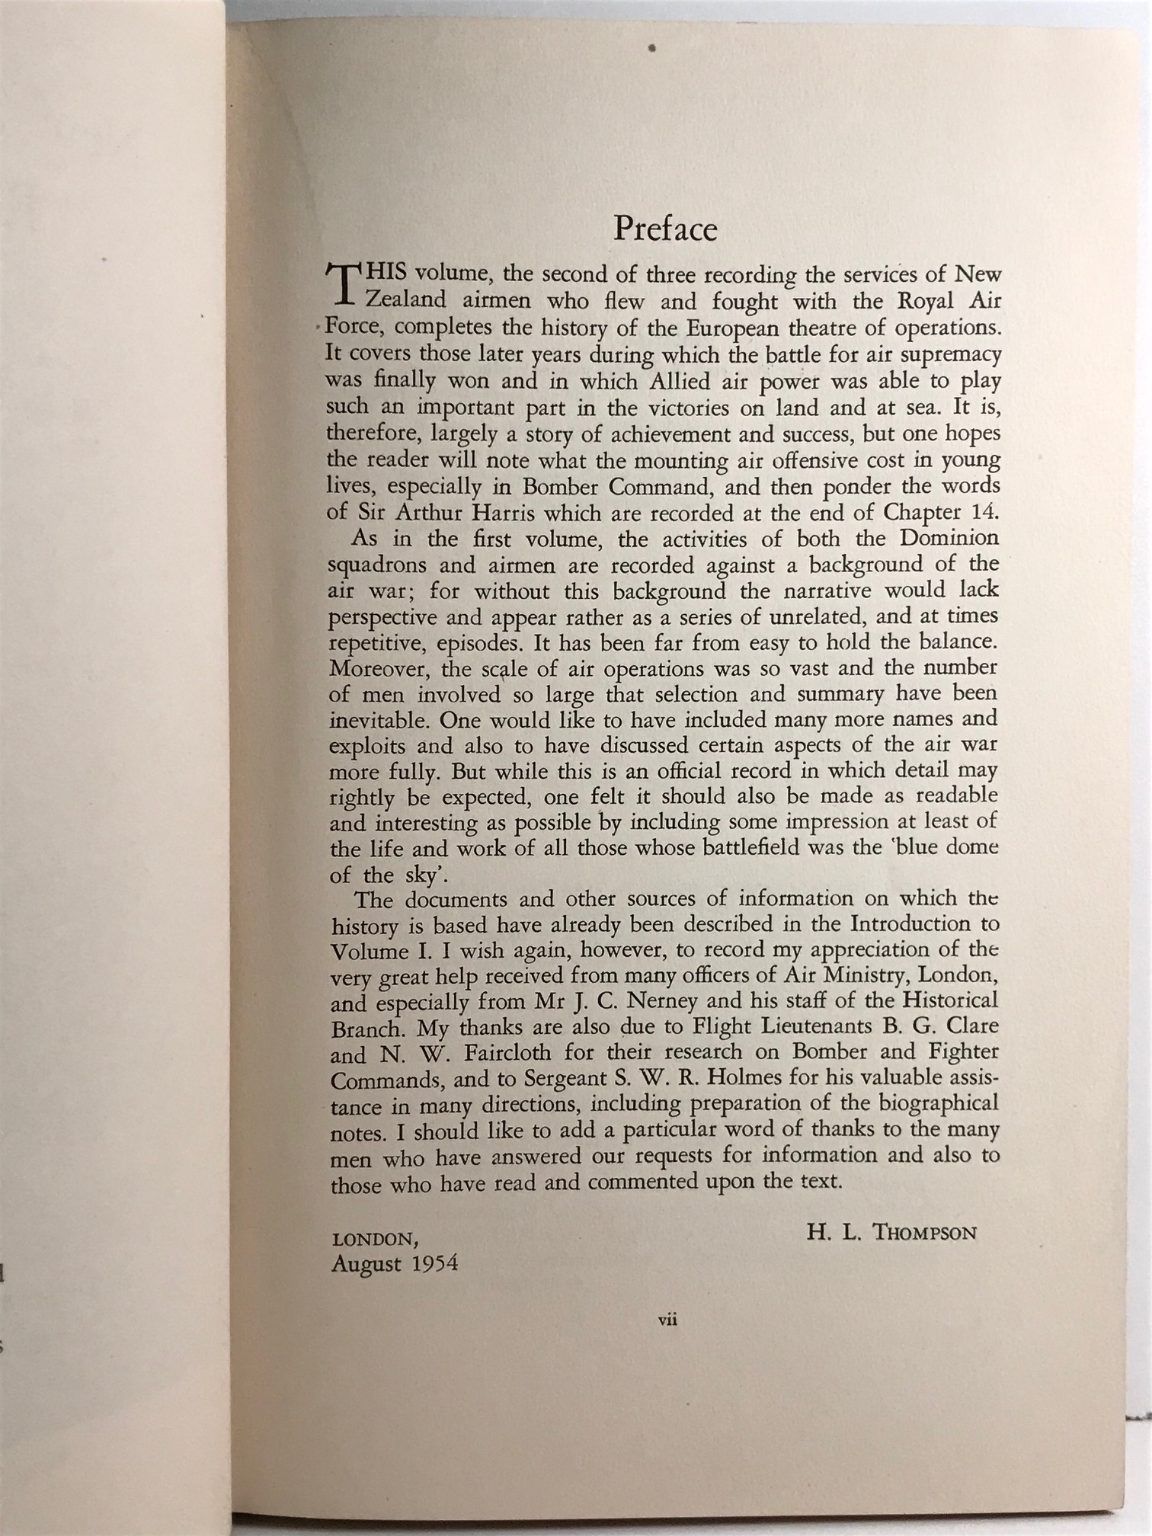 Preface
THIS volume, the second of three recording the services of New
Zealand airmen who flew and fought with the Royal Air
Force, completes the history of the European theatre of operations.
It covers those later years during which the battle for air supremacy
was finally won and in which Allied air power was able to play
such an important part in the victories on land and at sea. It is,
therefore, largely a story of achievement and success, but one hopes
the reader will note what the mounting air offensive cost in young
lives, especially in Bomber Command, and then ponder the words
of Sir Arthur Harris which are recorded at the end of Chapter 14.
As in the first volume, the activities of both the Dominion
squadrons and airmen are recorded against a background of the
air war; for without this background the narrative would lack
perspective and appear rather as a series of unrelated, and at times
repetitive, episodes. It has been far from easy to hold the balance.
Moreover, the scale of air operations was so vast and the number
of men involved so large that selection and summary have been
inevitable. One would like to have included many more names and
exploits and also to have discussed certain aspects of the air war
more fully. But while this is an official record in which detail may
rightly be expected, one felt it should also be made as readable
and interesting as possible by including some impression at least of
the life and work of all those whose battlefield was the 'blue dome
of the sky'.
The documents and other sources of information on which the
history is based have already been described in the Introduction to
Volume I. I wish again, however, to record my appreciation of the
very great help received from many officers of Air Ministry, London,
and especially from Mr J. C. Nerney and his staff of the Historical
Branch. My thanks are also due to Flight Lieutenants B. G. Clare
and N. W. Faircloth for their research on Bomber and Fighter
Commands, and to Sergeant S. W. R. Holmes for his valuable assis-
tance in many directions, including preparation of the biographical
notes. I should like to add a particular word of thanks to the many
men who have answered our requests for information and also to
those who have read and commented upon the text.
H. L. THOMPSON
LONDON,
August 1954
vii